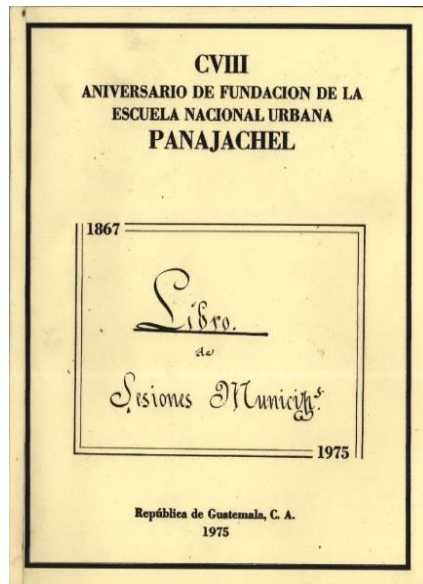 CVIII
ANIVERSARIO DE FUNDACION DE LA
ESCUELA NACIONAL URBANA
PANAJACHEL
1867
Libro.
de
Sesiones Municip.s
1975
República de Guatemala, C. A.
1975